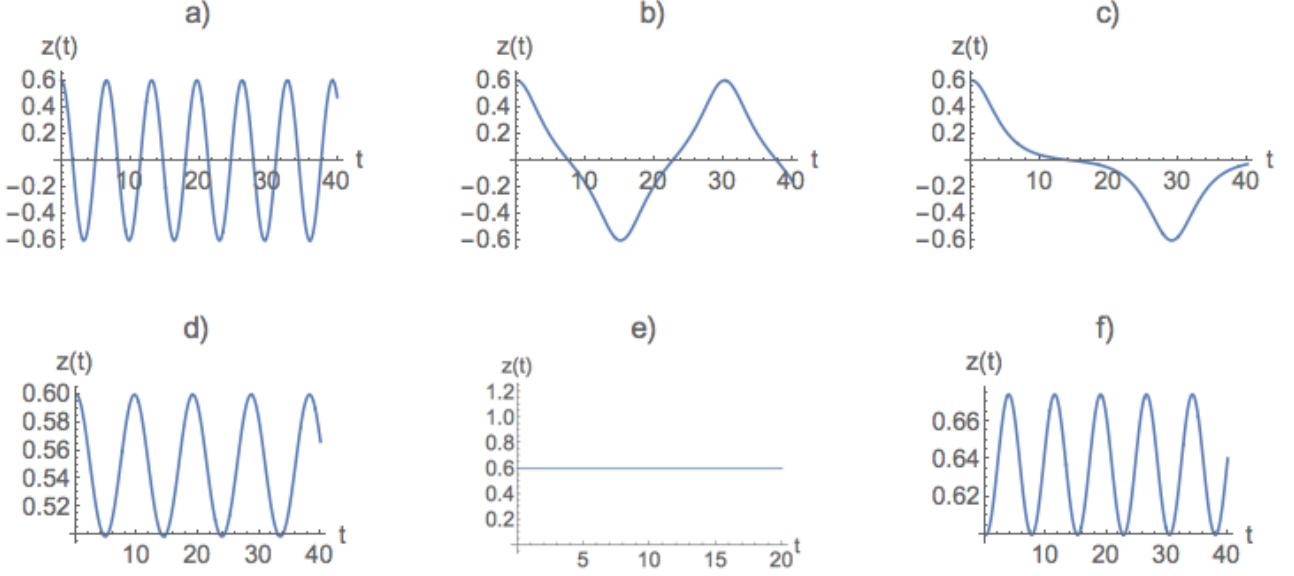 a) b) c)
z(t) z(t) z(t)
0.6 0.6 0.6
0.4 0.4 0.4
0.2 0.2 0.2
t t t
10 20 30 40 10 20 30 40 10 20 30 40
−0.2 −0.2 −0.2
−0.4 −0.4 −0.4
−0.6 −0.6 −0.6
d) e) f)
z(t) z(t) z(t)
0.60 1.2
0.58 1.0 0.66
0.56 0.8 0.64
0.54 0.6 0.62
0.52 0.4
0.2
t t t
10 20 30 40 5 10 15 20 10 20 30 40